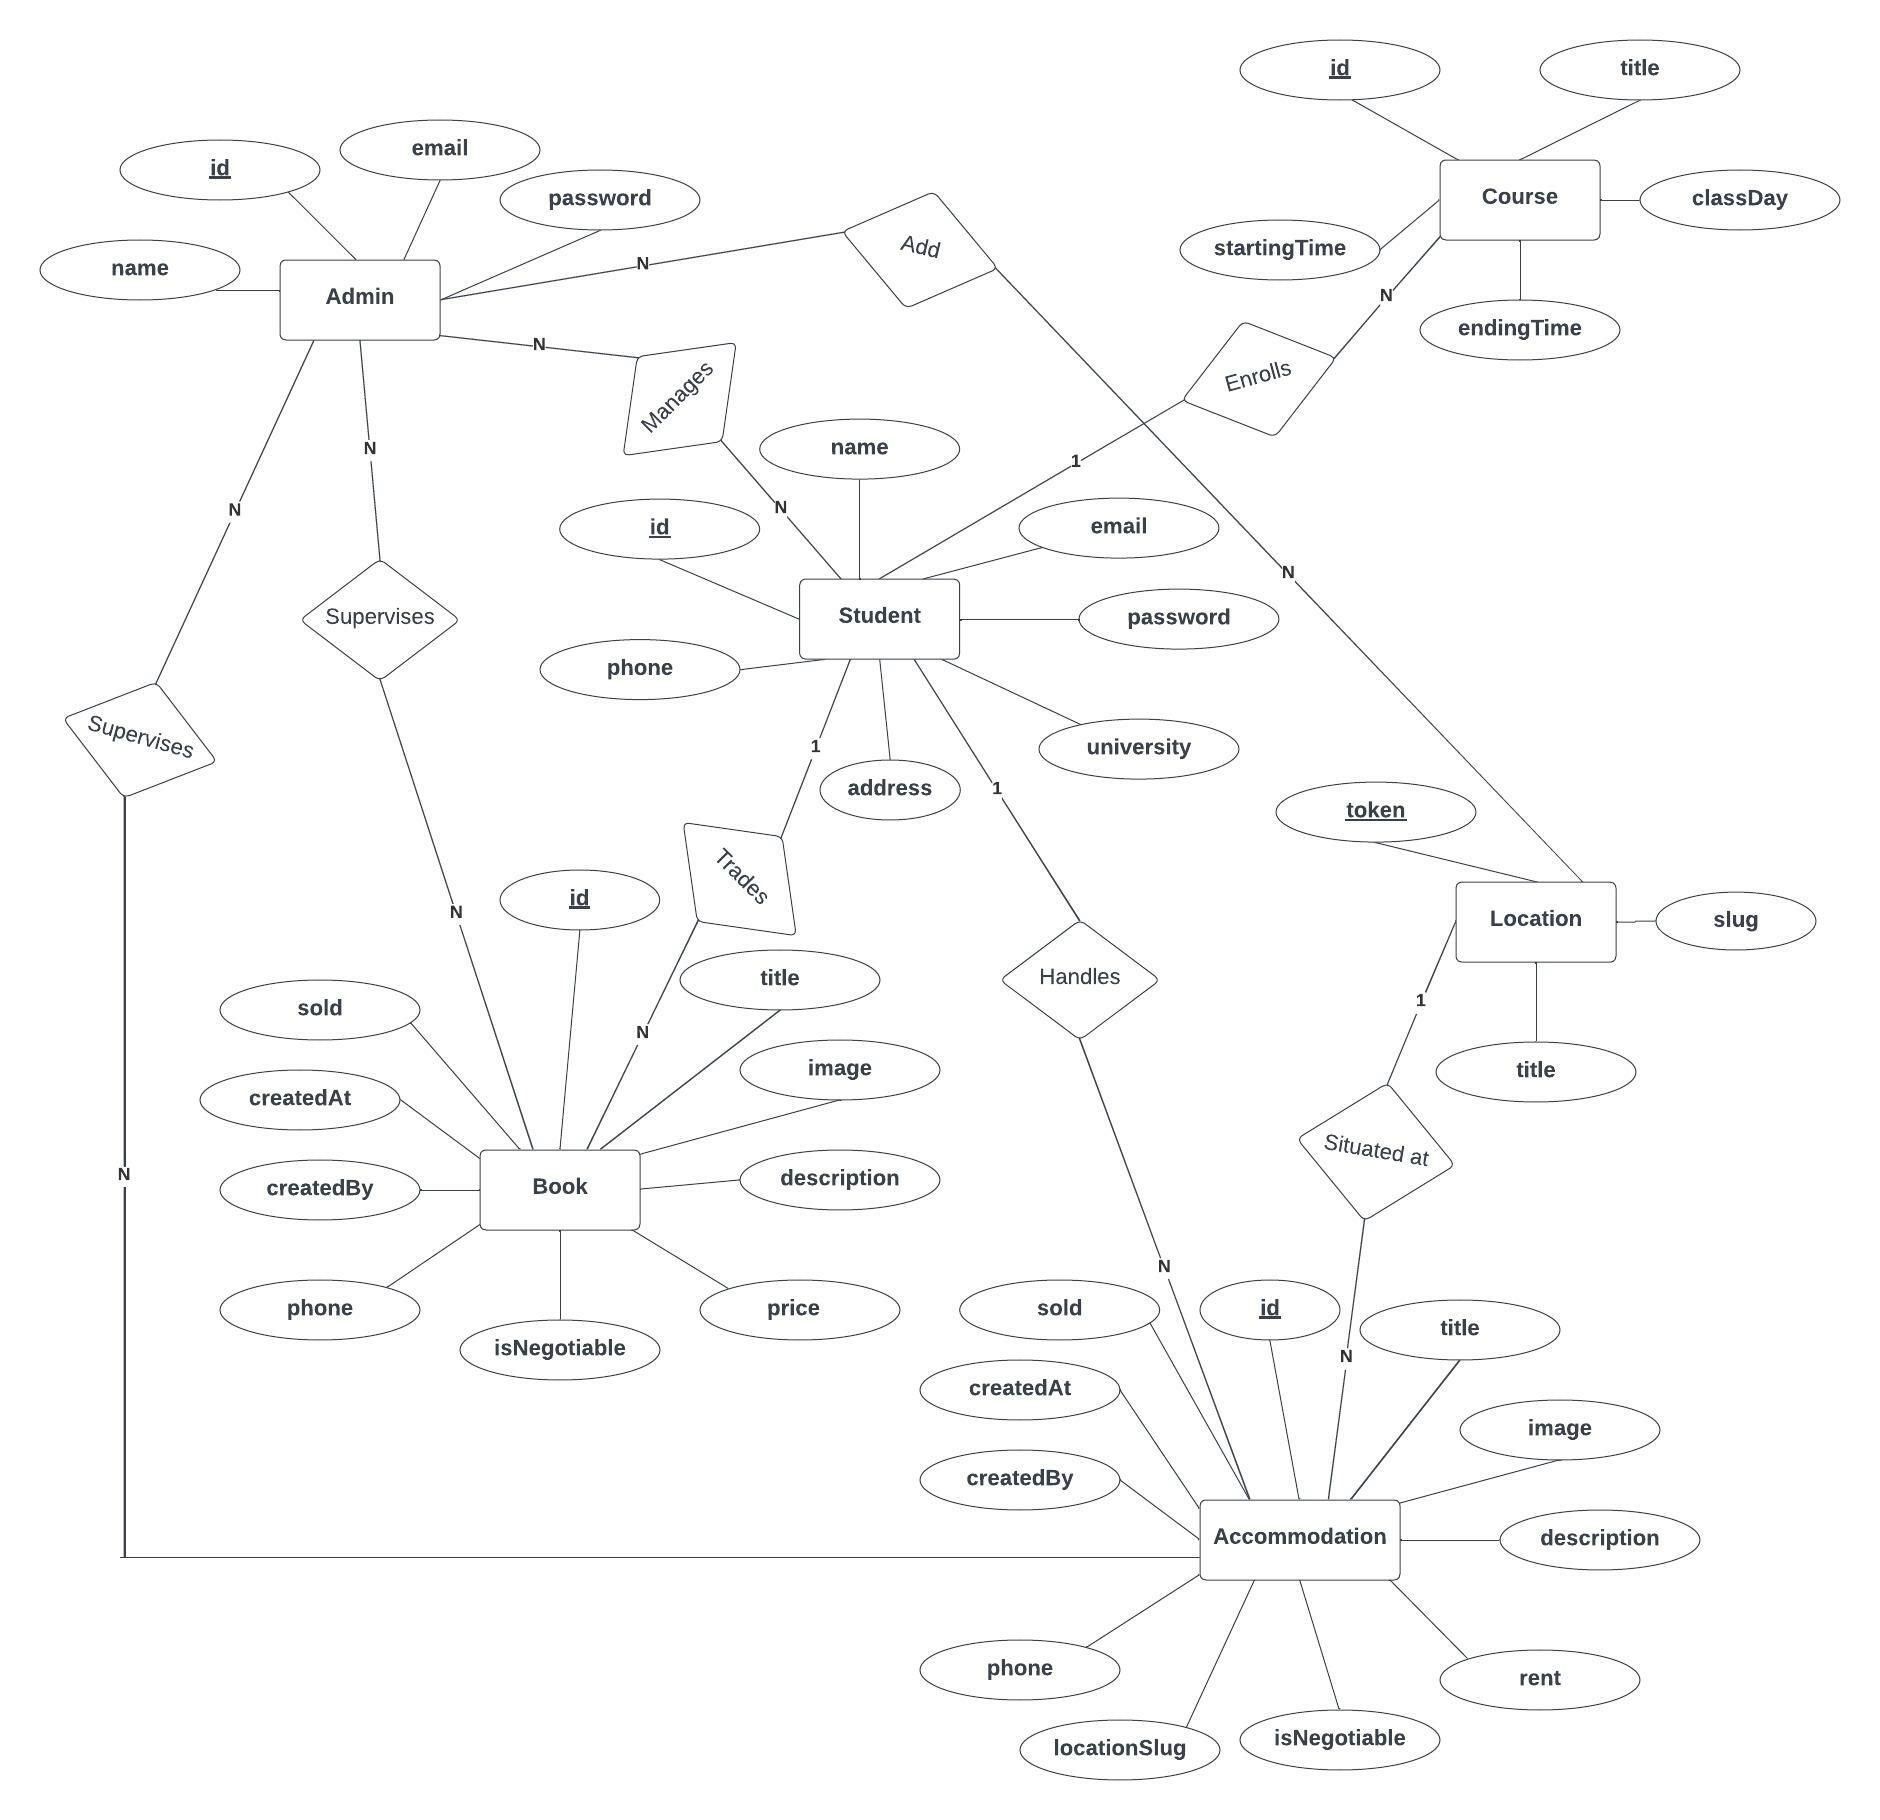 id
title
email
id
password
Course
classDay
Add
startingTime
name
N
Admin
N
endingTime
N
Enrolls
Manages
name
N
1
N
N
email
id
N
Student
Supervises
password
phone
Supervises
1
university
address
1
token
Trades
id
N
Location
slug
Handles
title
1
sold
N
image
title
createdAt
Situated at
N
description
Book
createdBy
N
phone
price
sold
id
title
isNegotiable
N
createdAt
image
createdBy
Accommodation
description
phone
rent
isNegotiable
locationSlug